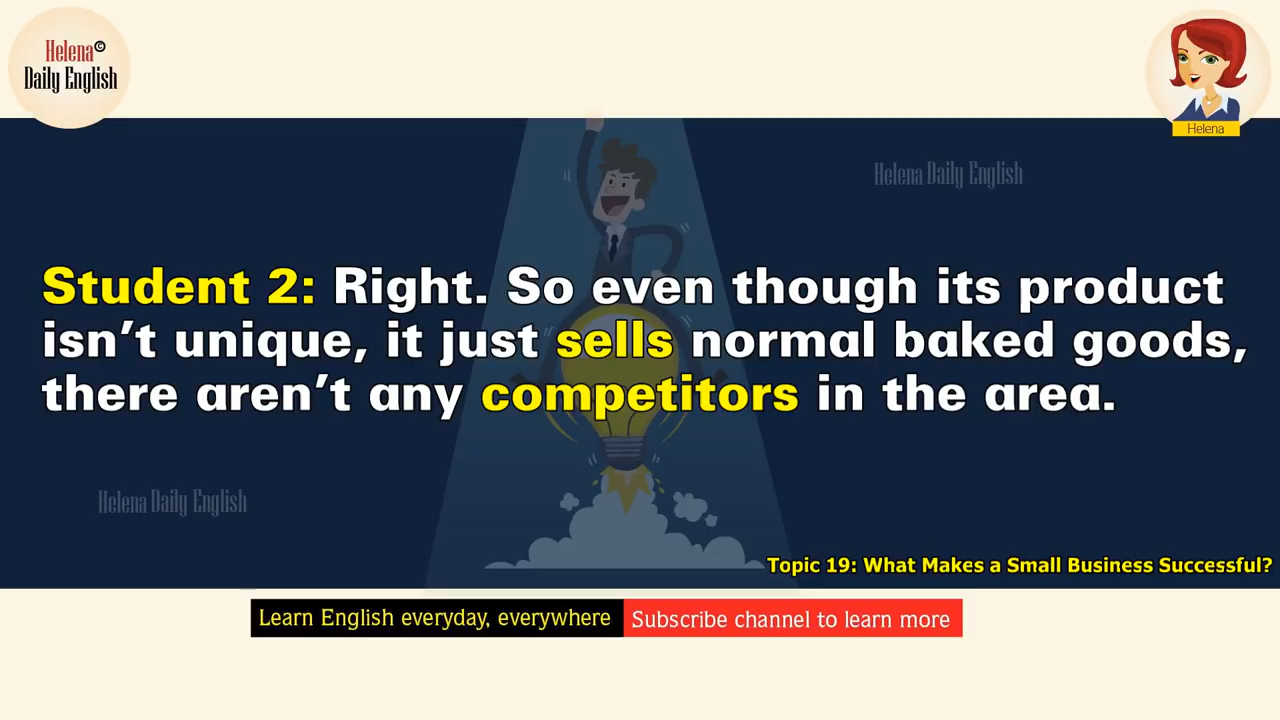 Helena©
Daily English
Helena
Helena Daily English
Student 2: Right. So even though its product
isn’t unique, it just sells normal baked goods,
there aren’t any competitors in the area.
Helena Daily English
Topic 19: What Makes a Small Business Successful?
Learn English everyday, everywhere
Subscribe channel to learn more